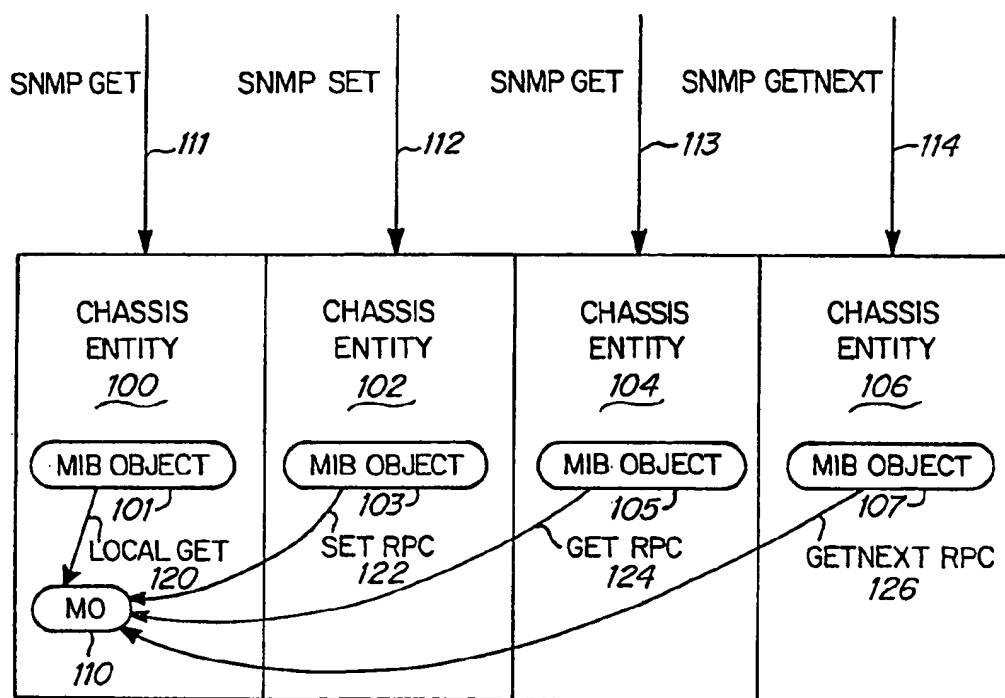 SNMP GET
SNMP SET
SNMP GET
SNMP GETNEXT
111
112
113
114
CHASSIS ENTITY 100
CHASSIS ENTITY 102
CHASSIS ENTITY 104
CHASSIS ENTITY 106
MIB OBJECT
MIB OBJECT
MIB OBJECT
MIB OBJECT
101
103
105
107
LOCAL GET
120
SET RPC
122
GET RPC
124
GETNEXT RPC
126
MO
110